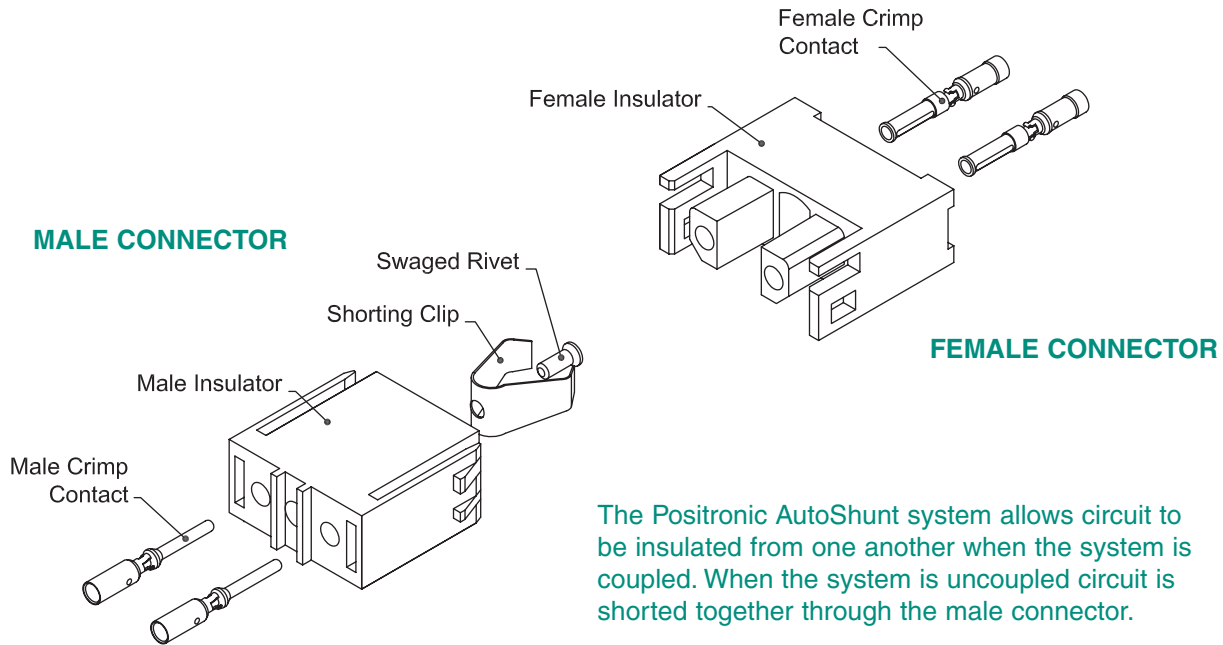 Female Crimp
Contact
Female Insulator
MALE CONNECTOR
Swaged Rivet
Shorting Clip
FEMALE CONNECTOR
Male Insulator
Male Crimp
Contact
The Positronic AutoShunt system allows circuit to
be insulated from one another when the system is
coupled. When the system is uncoupled circuit is
shorted together through the male connector.